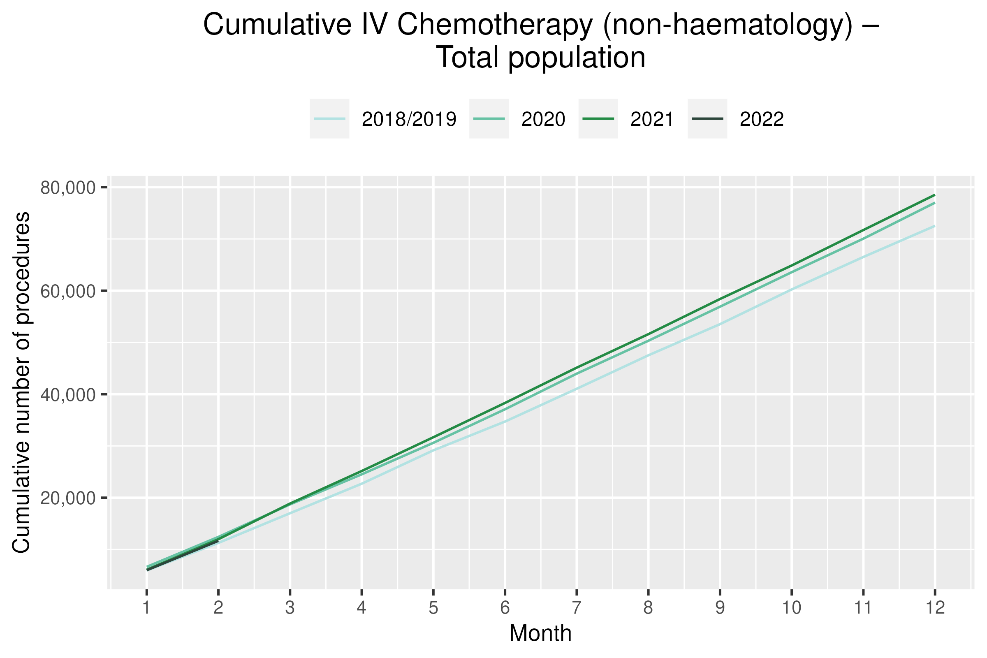 Cumulative IV Chemotherapy (non-haematology) –
Total population
2018/2019 2020 2021 2022
80,000
60,000
40,000
20,000
Cumulative number of procedures
1 2 3 4 5 6 7 8 9 10 11 12
Month